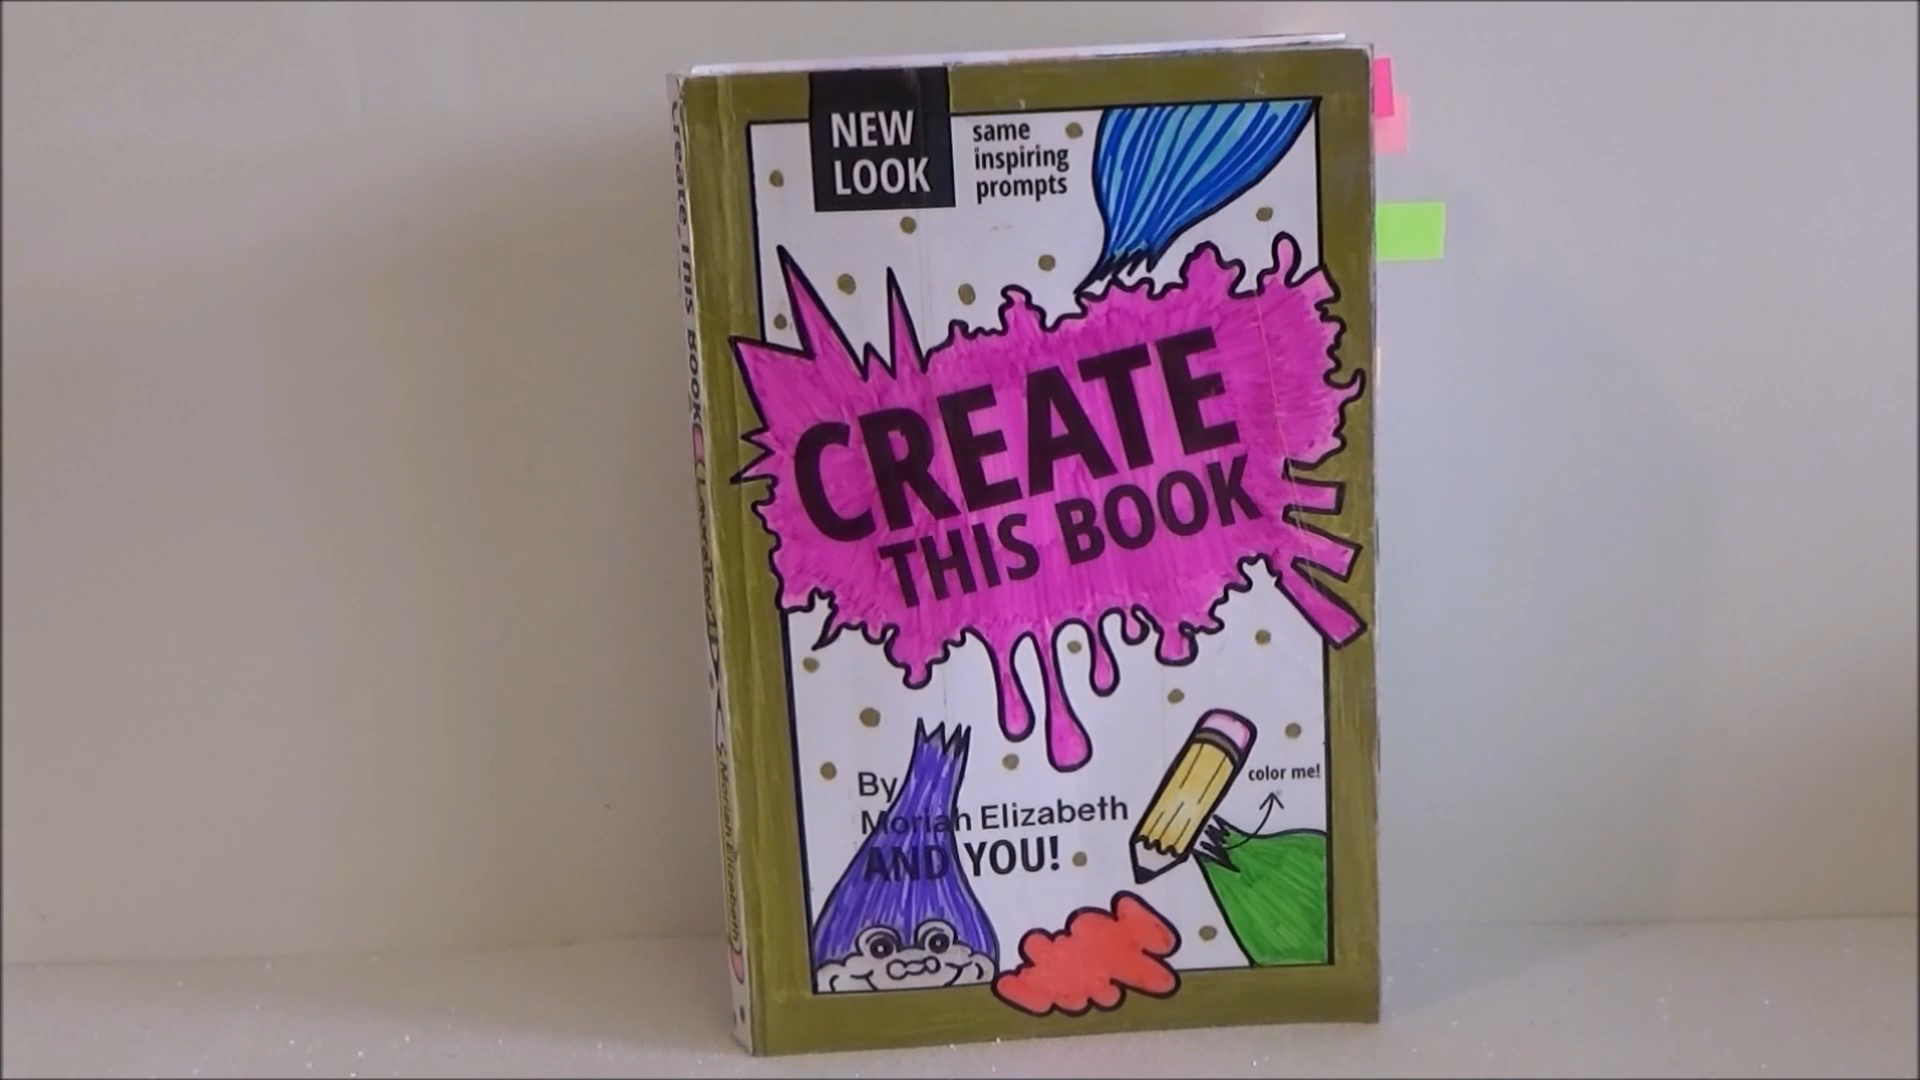 NEW
LOOK
same
inspiring
prompts
CREATE
THIS BOOK
By
Moriah Elizabeth
AND YOU!
color me!
Create This Book
Moriah Elizabeth